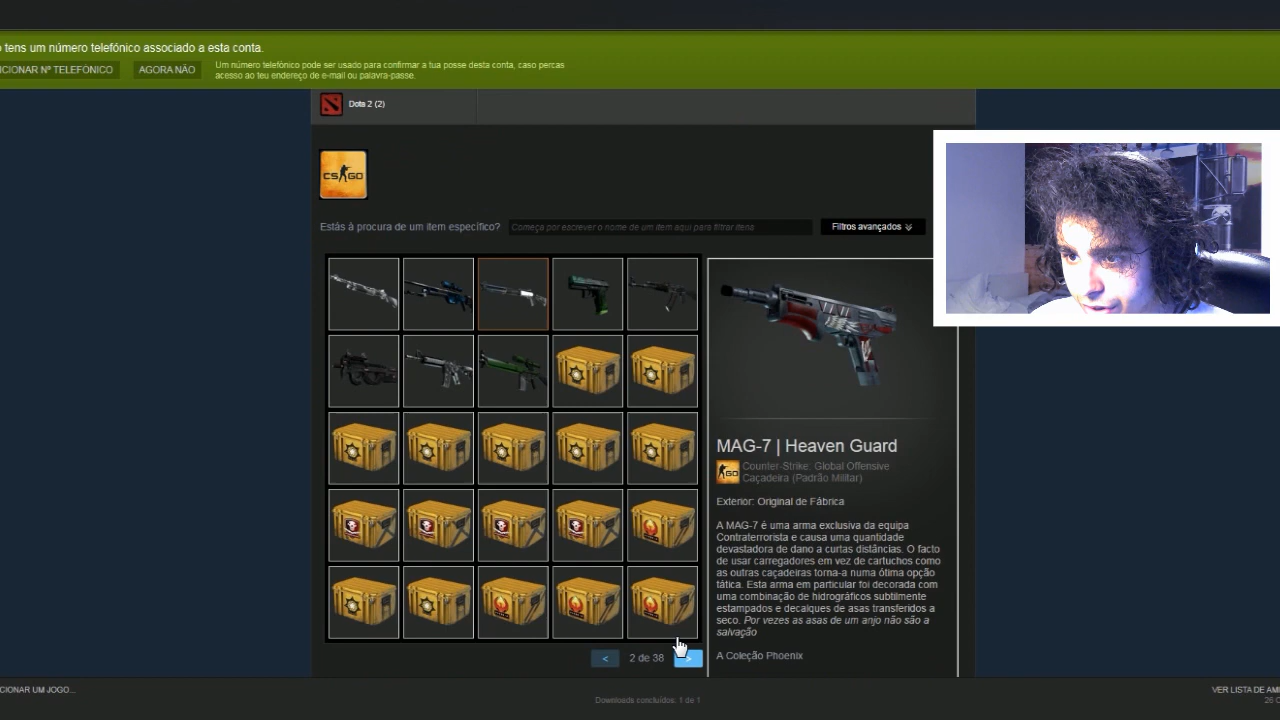 tens um número telefónico associado a esta conta.
CIONAR Nº TELEFÓNICO
AGORA NÃO
Um número telefónico pode ser usado para confirmar a tua posse desta conta, caso percas
acesso ao teu endereço de e-mail ou palavra-passe.
Dota 2 (2)
CS GO
Estás à procura de um item específico?
Começa por escrever o nome de um item aqui para filtrar itens
Filtros avançados
MAG-7 | Heaven Guard
GO
Counter-Strike: Global Offensive
Caçadeira (Padrão Militar)
Exterior: Original de Fábrica
A MAG-7 é uma arma exclusiva da equipa
Contraterrorista e causa uma quantidade
devastadora de dano a curtas distâncias. O facto
de usar carregadores em vez de cartuchos como
as outras caçadeiras torna-a numa ótima opção
tática. Esta arma em particular foi decorada com
uma combinação de hidrográficos subtilmente
estampados e decalques de asas transferidos a
seco. Por vezes as asas de um anjo não são a
salvação
A Coleção Phoenix
< 2 de 38 >
CIONAR UM JOGO...
Downloads concluídos: 1 de 1
VER LISTA DE AMI